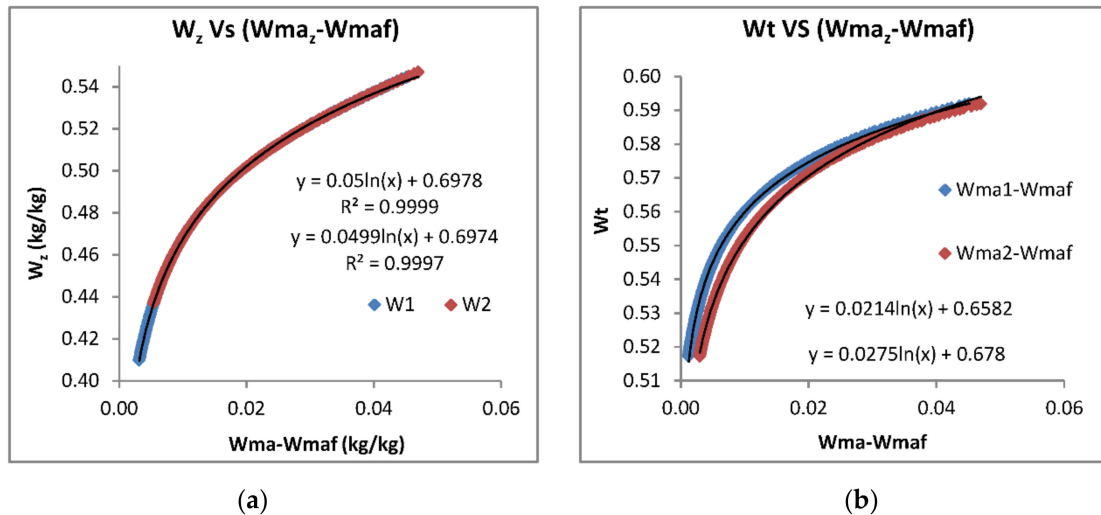 W_z Vs (Wma_z-Wmaf)
W_z (kg/kg)
0.54
0.52
0.50
0.48
0.46
0.44
0.42
0.40
y = 0.05ln(x) + 0.6978
R² = 0.9999
y = 0.0499ln(x) + 0.6974
R² = 0.9997
W1 W2
0.00 0.02 0.04 0.06
Wma-Wmaf (kg/kg)
(a)
Wt VS (Wma_z-Wmaf)
Wt
0.60
0.59
0.58
0.57
0.56
0.55
0.54
0.53
0.52
0.51
Wma1-Wmaf
Wma2-Wmaf
y = 0.0214ln(x) + 0.6582
y = 0.0275ln(x) + 0.678
0.00 0.02 0.04 0.06
Wma-Wmaf
(b)